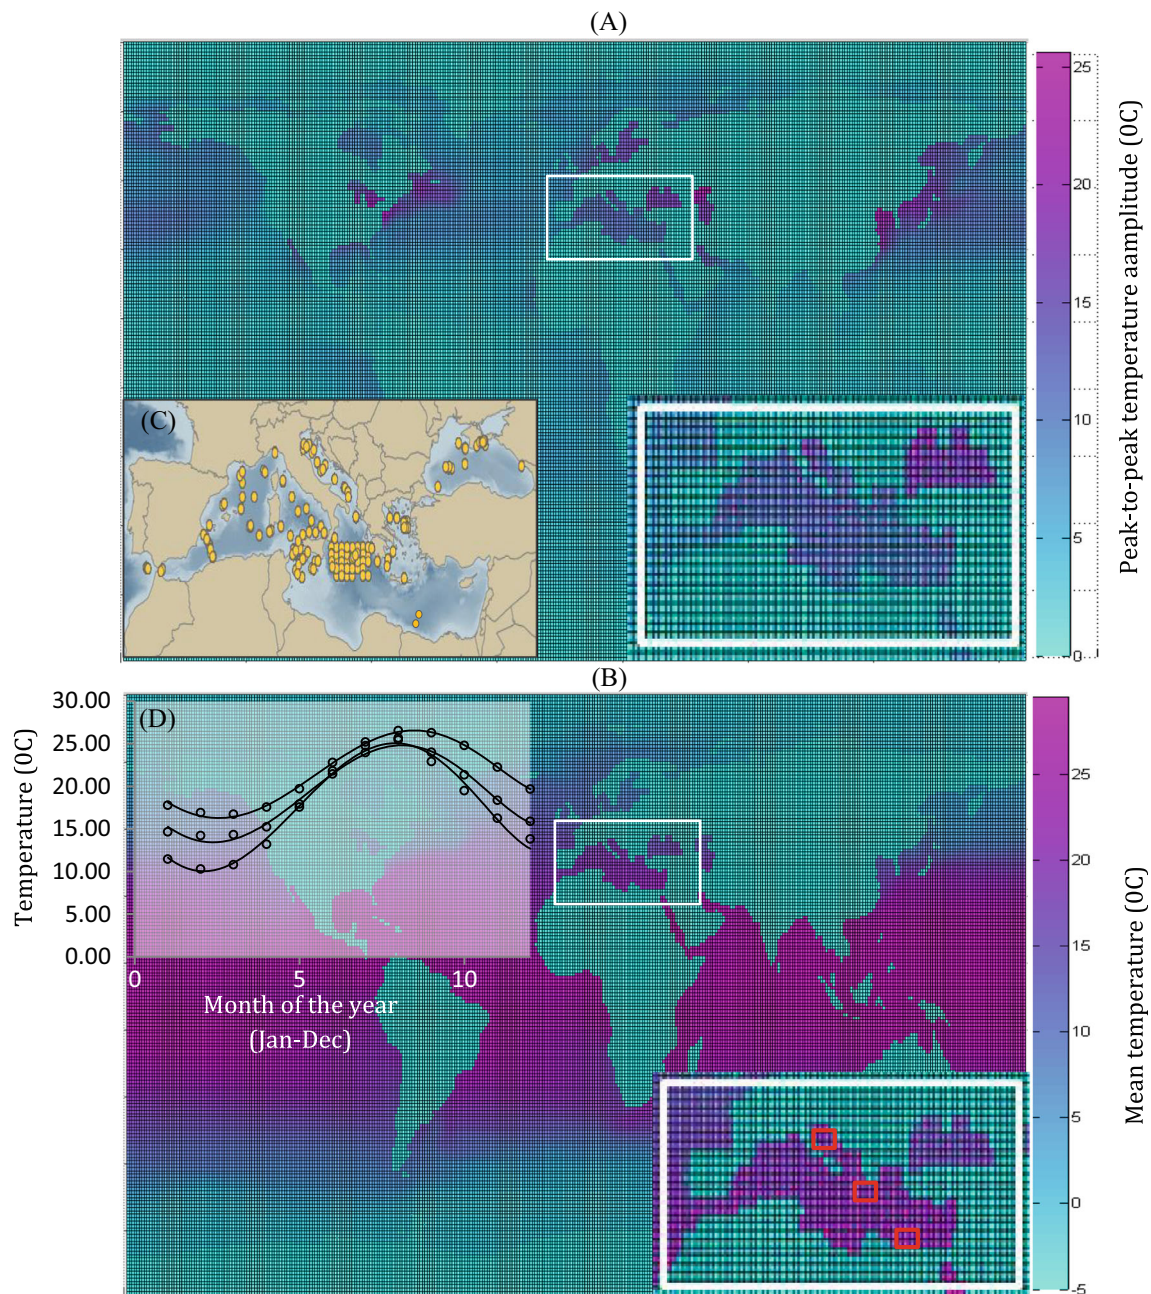 (A)
25
20
15
10
5
0
Peak-to-peak temperature aamplitude (0C)
(C)
(B)
30.00
25.00
20.00
15.00
10.00
5.00
0.00
Temperature (0C)
(D)
0 5 10
Month of the year
(Jan-Dec)
25
20
15
10
5
0
-5
Mean temperature (0C)